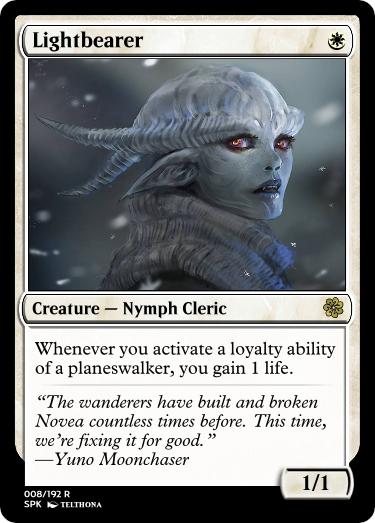 Lightbearer
Creature — Nymph Cleric
Whenever you activate a loyalty ability
of a planeswalker, you gain 1 life.
“The wanderers have built and broken
Novea countless times before. This time,
we’re fixing it for good.”
—Yuno Moonchaser
1/1
008/192 R
SPK TELTHONA